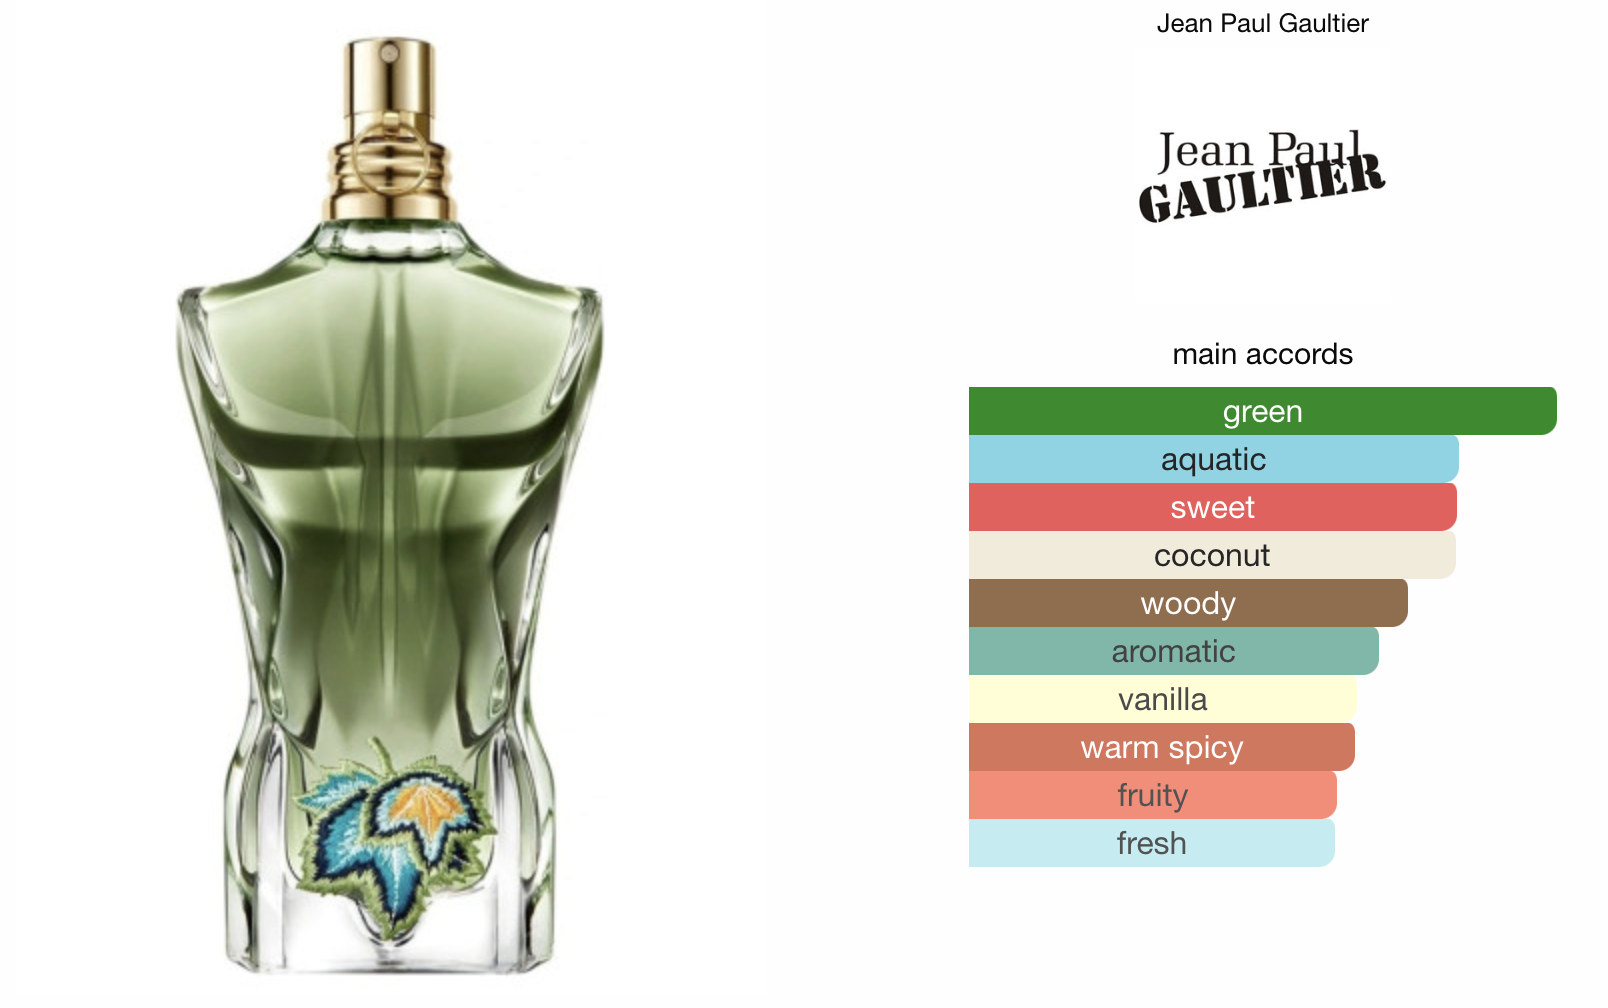 Jean Paul Gaultier
Jean Paul
GAULTIER
main accords
green
aquatic
sweet
coconut
woody
aromatic
vanilla
warm spicy
fruity
fresh